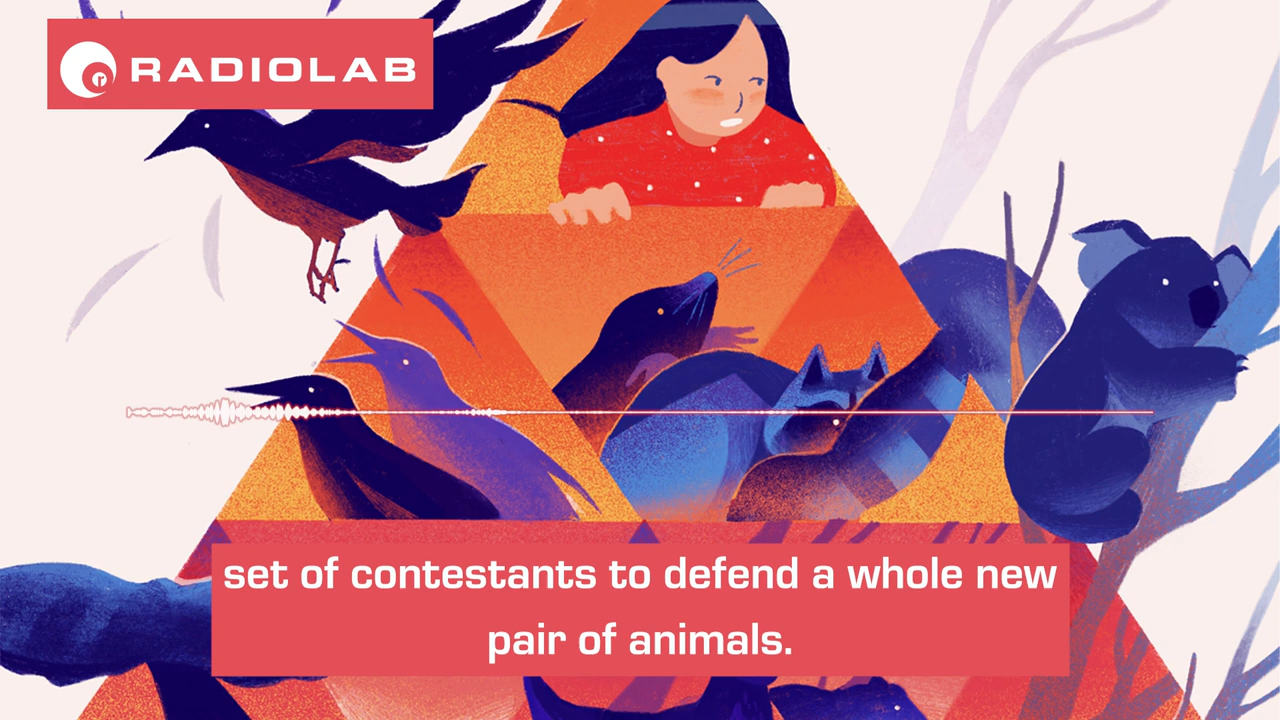 RADIOLAB
set of contestants to defend a whole new
pair of animals.